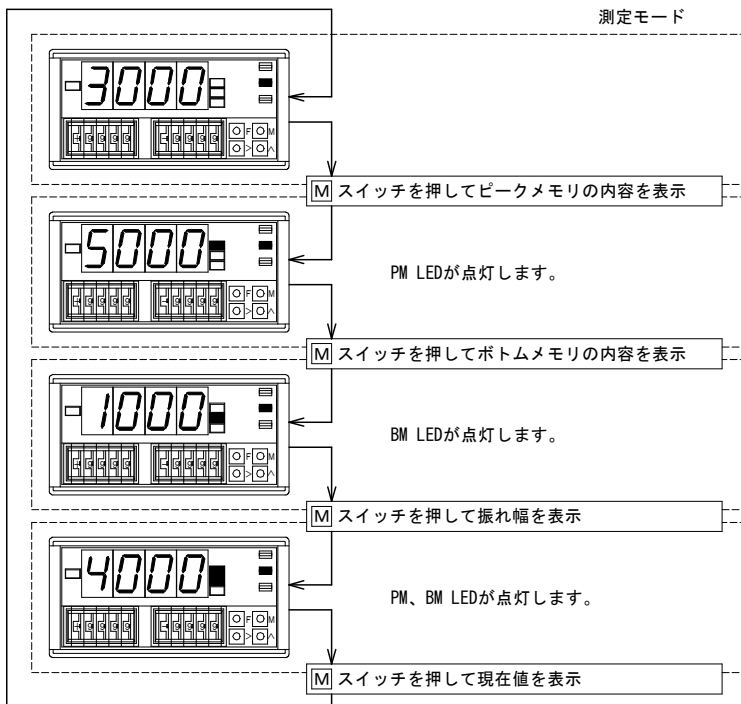 測定モード
3000
F M
> ∧
M スイッチを押してピークメモリの内容を表示
5000
PM LEDが点灯します。
F M
> ∧
M スイッチを押してボトムメモリの内容を表示
1000
BM LEDが点灯します。
F M
> ∧
M スイッチを押して振れ幅を表示
4000
PM、BM LEDが点灯します。
F M
> ∧
M スイッチを押して現在値を表示